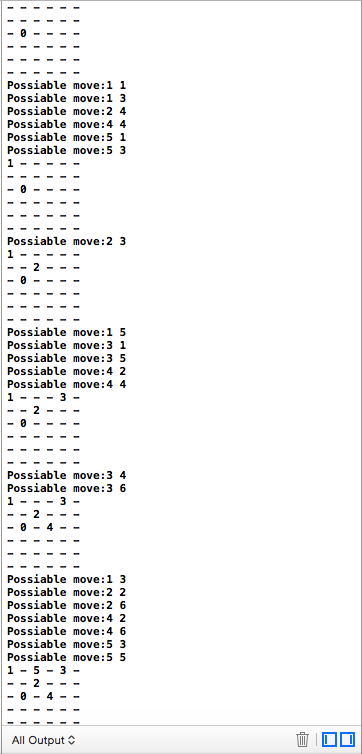 - - - - - -
- - - - - -
- 0 - - - -
- - - - - -
- - - - - -
- - - - - -
Possiable move:1 1
Possiable move:1 3
Possiable move:2 4
Possiable move:4 4
Possiable move:5 1
Possiable move:5 3
1 - - - - -
- - - - - -
- 0 - - - -
- - - - - -
- - - - - -
- - - - - -
Possiable move:2 3
1 - - - - -
- - 2 - - -
- 0 - - - -
- - - - - -
- - - - - -
- - - - - -
Possiable move:1 5
Possiable move:3 1
Possiable move:3 5
Possiable move:4 2
Possiable move:4 4
1 - - - 3 -
- - 2 - - -
- 0 - - - -
- - - - - -
- - - - - -
- - - - - -
Possiable move:3 4
Possiable move:3 6
1 - - - 3 -
- - 2 - - -
- 0 - 4 - -
- - - - - -
- - - - - -
- - - - - -
Possiable move:1 3
Possiable move:2 2
Possiable move:2 6
Possiable move:4 2
Possiable move:4 6
Possiable move:5 3
Possiable move:5 5
1 - 5 - 3 -
- - 2 - - -
- 0 - 4 - -
- - - - - -
- - - - - -
All Output